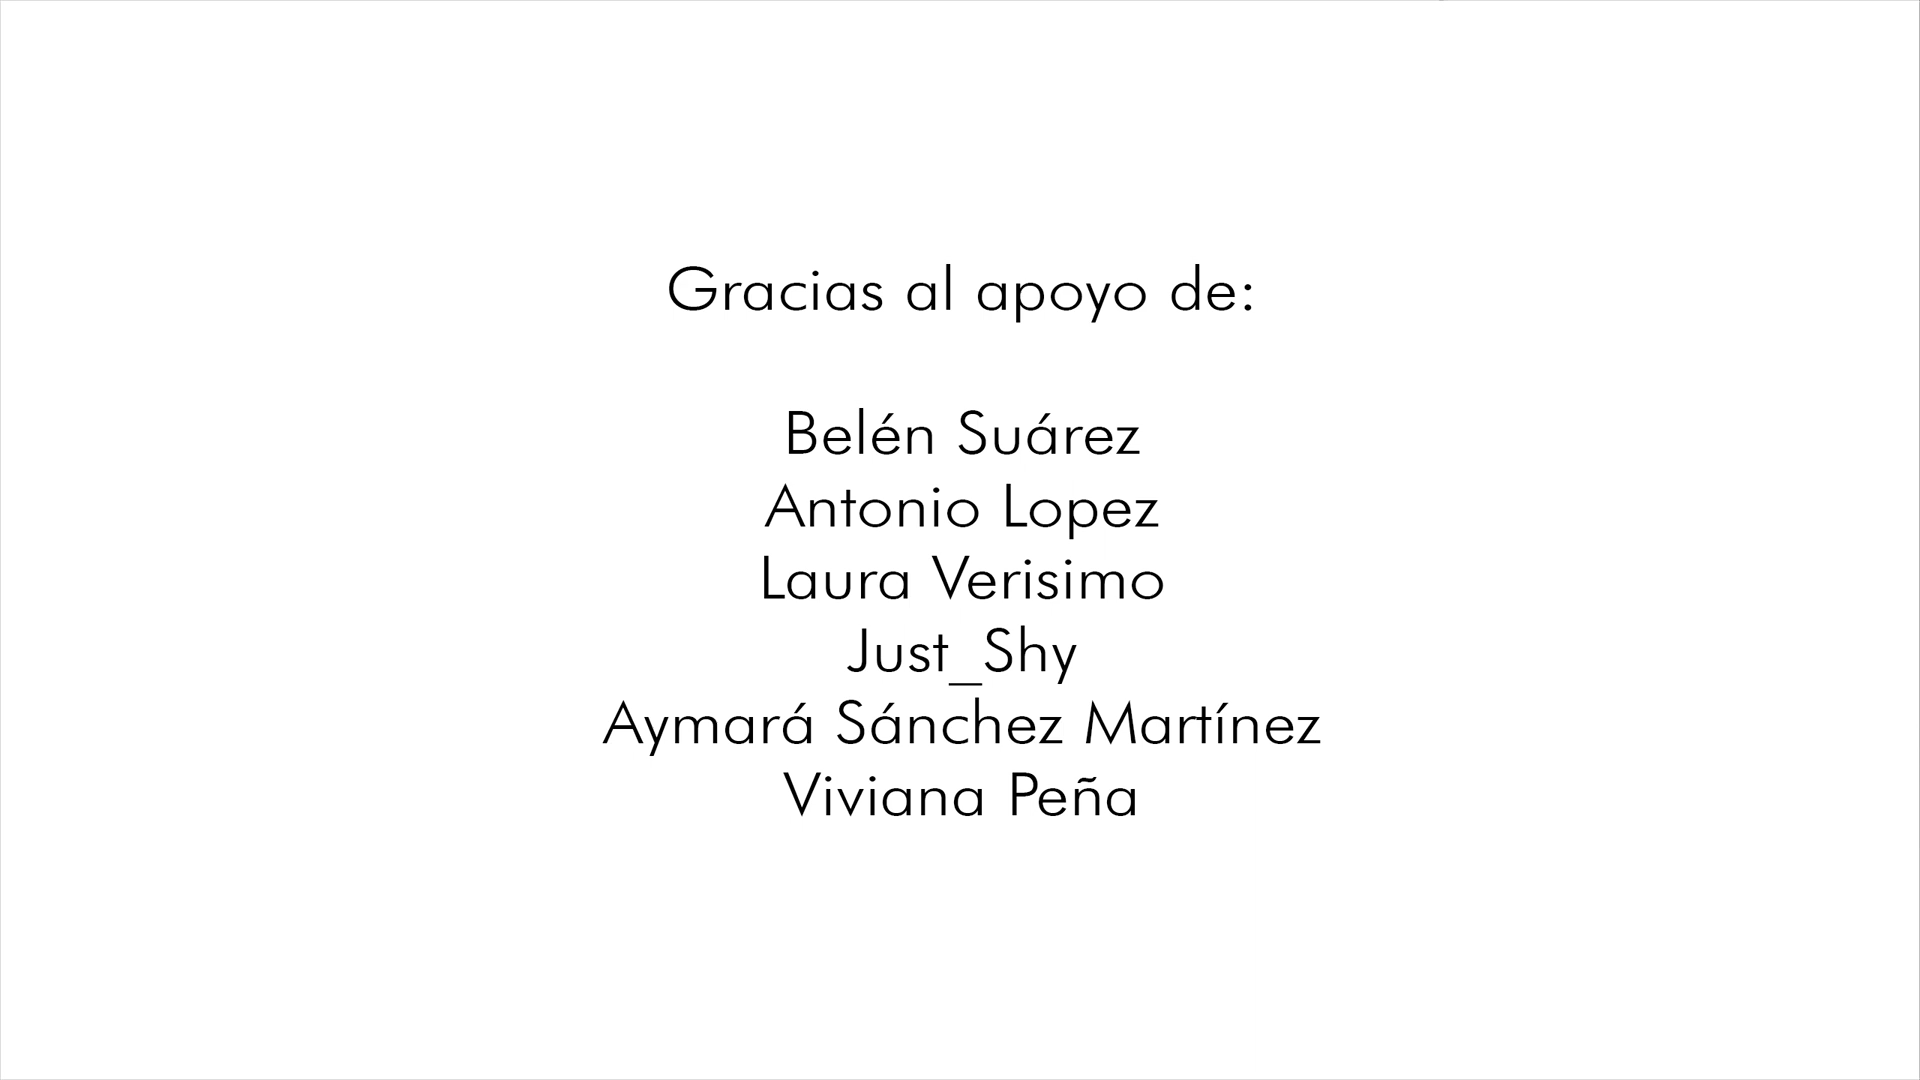 Gracias al apoyo de:
Belén Suárez
Antonio Lopez
Laura Verisimo
Just_Shy
Aymará Sánchez Martínez
Viviana Peña